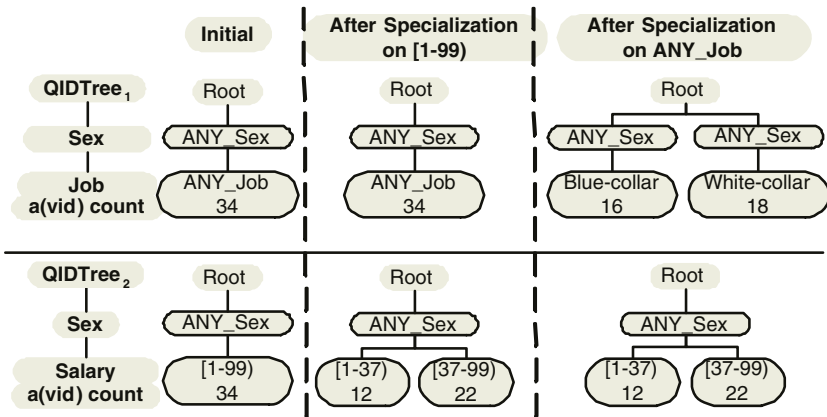 Initial
After Specialization
on [1-99)
After Specialization
on ANY_Job
QIDTree1
Root
Root
Root
Sex
ANY_Sex
ANY_Sex
ANY_Sex
ANY_Sex
Job
a(vid) count
ANY_Job
34
ANY_Job
34
Blue-collar
16
White-collar
18
QIDTree2
Root
Root
Root
Sex
ANY_Sex
ANY_Sex
ANY_Sex
Salary
a(vid) count
[1-99)
34
[1-37)
12
[37-99)
22
[1-37)
12
[37-99)
22